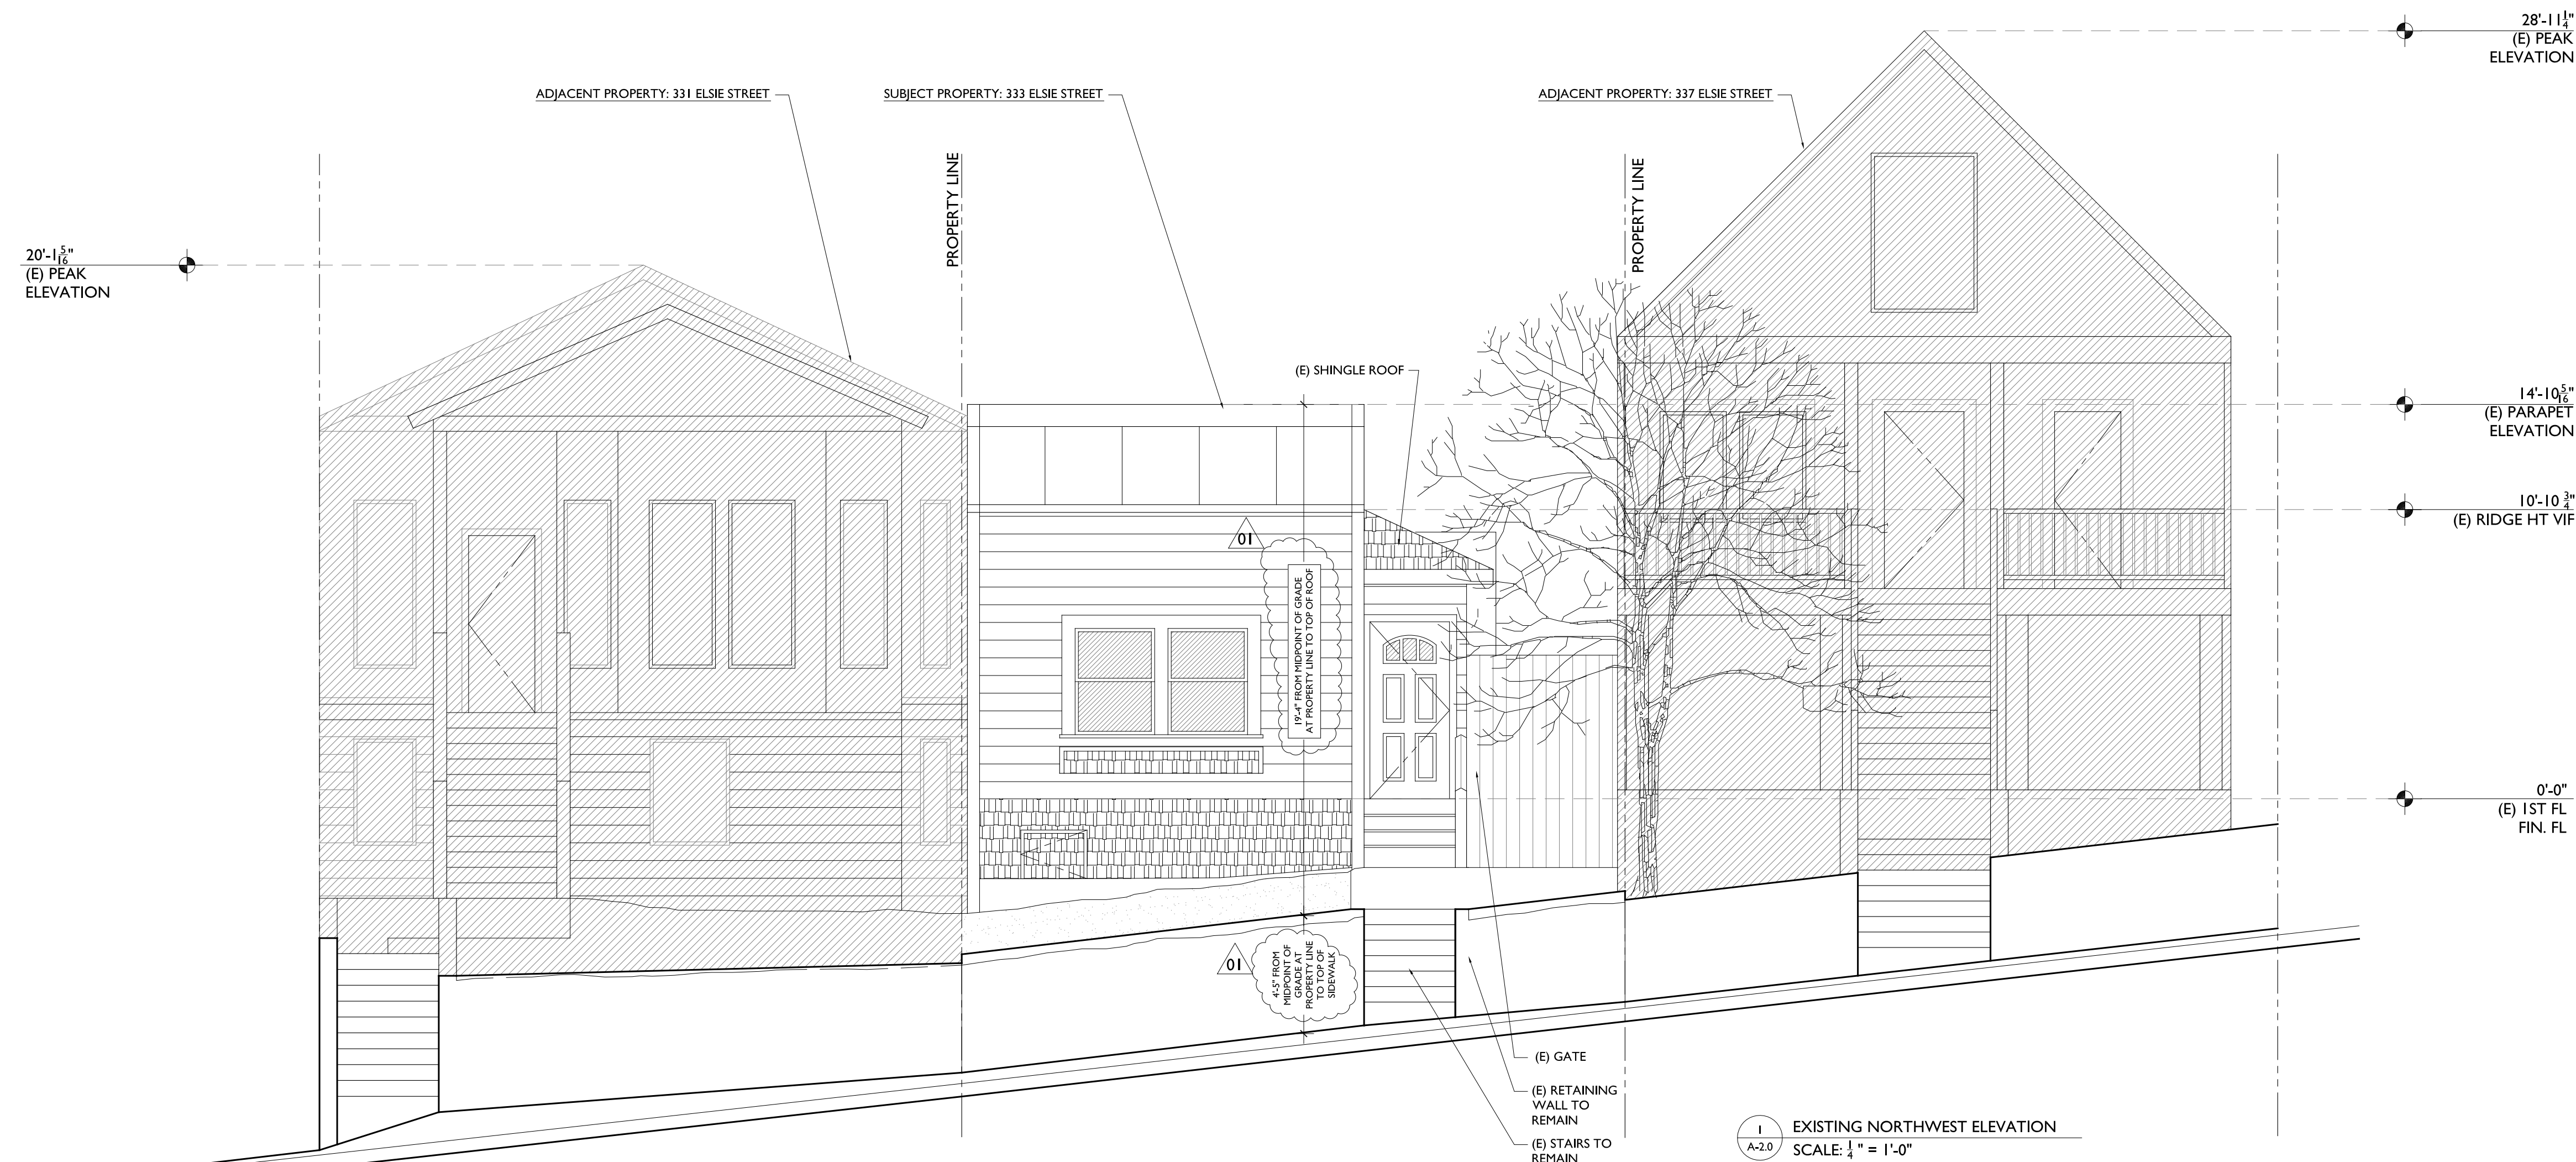 28'-11 1/4"
(E) PEAK
ELEVATION
ADJACENT PROPERTY: 331 ELSIE STREET
SUBJECT PROPERTY: 333 ELSIE STREET
ADJACENT PROPERTY: 337 ELSIE STREET
PROPERTY LINE
PROPERTY LINE
20'-1 5/16"
(E) PEAK
ELEVATION
(E) SHINGLE ROOF
14'-10 5/16"
(E) PARAPET
ELEVATION
10'-10 3/4"
(E) RIDGE HT VIF
01
19'-4" FROM MIDPOINT OF GRADE
AT PROPERTY LINE TO TOP OF ROOF
0'-0"
(E) 1ST FL
FIN. FL
01
4'-5" FROM
MIDPOINT OF
GRADE AT
PROPERTY LINE
TO TOP OF
SIDEWALK
(E) GATE
(E) RETAINING
WALL TO
REMAIN
(E) STAIRS TO
REMAIN
1
A-2.0
EXISTING NORTHWEST ELEVATION
SCALE: 1/4" = 1'-0"